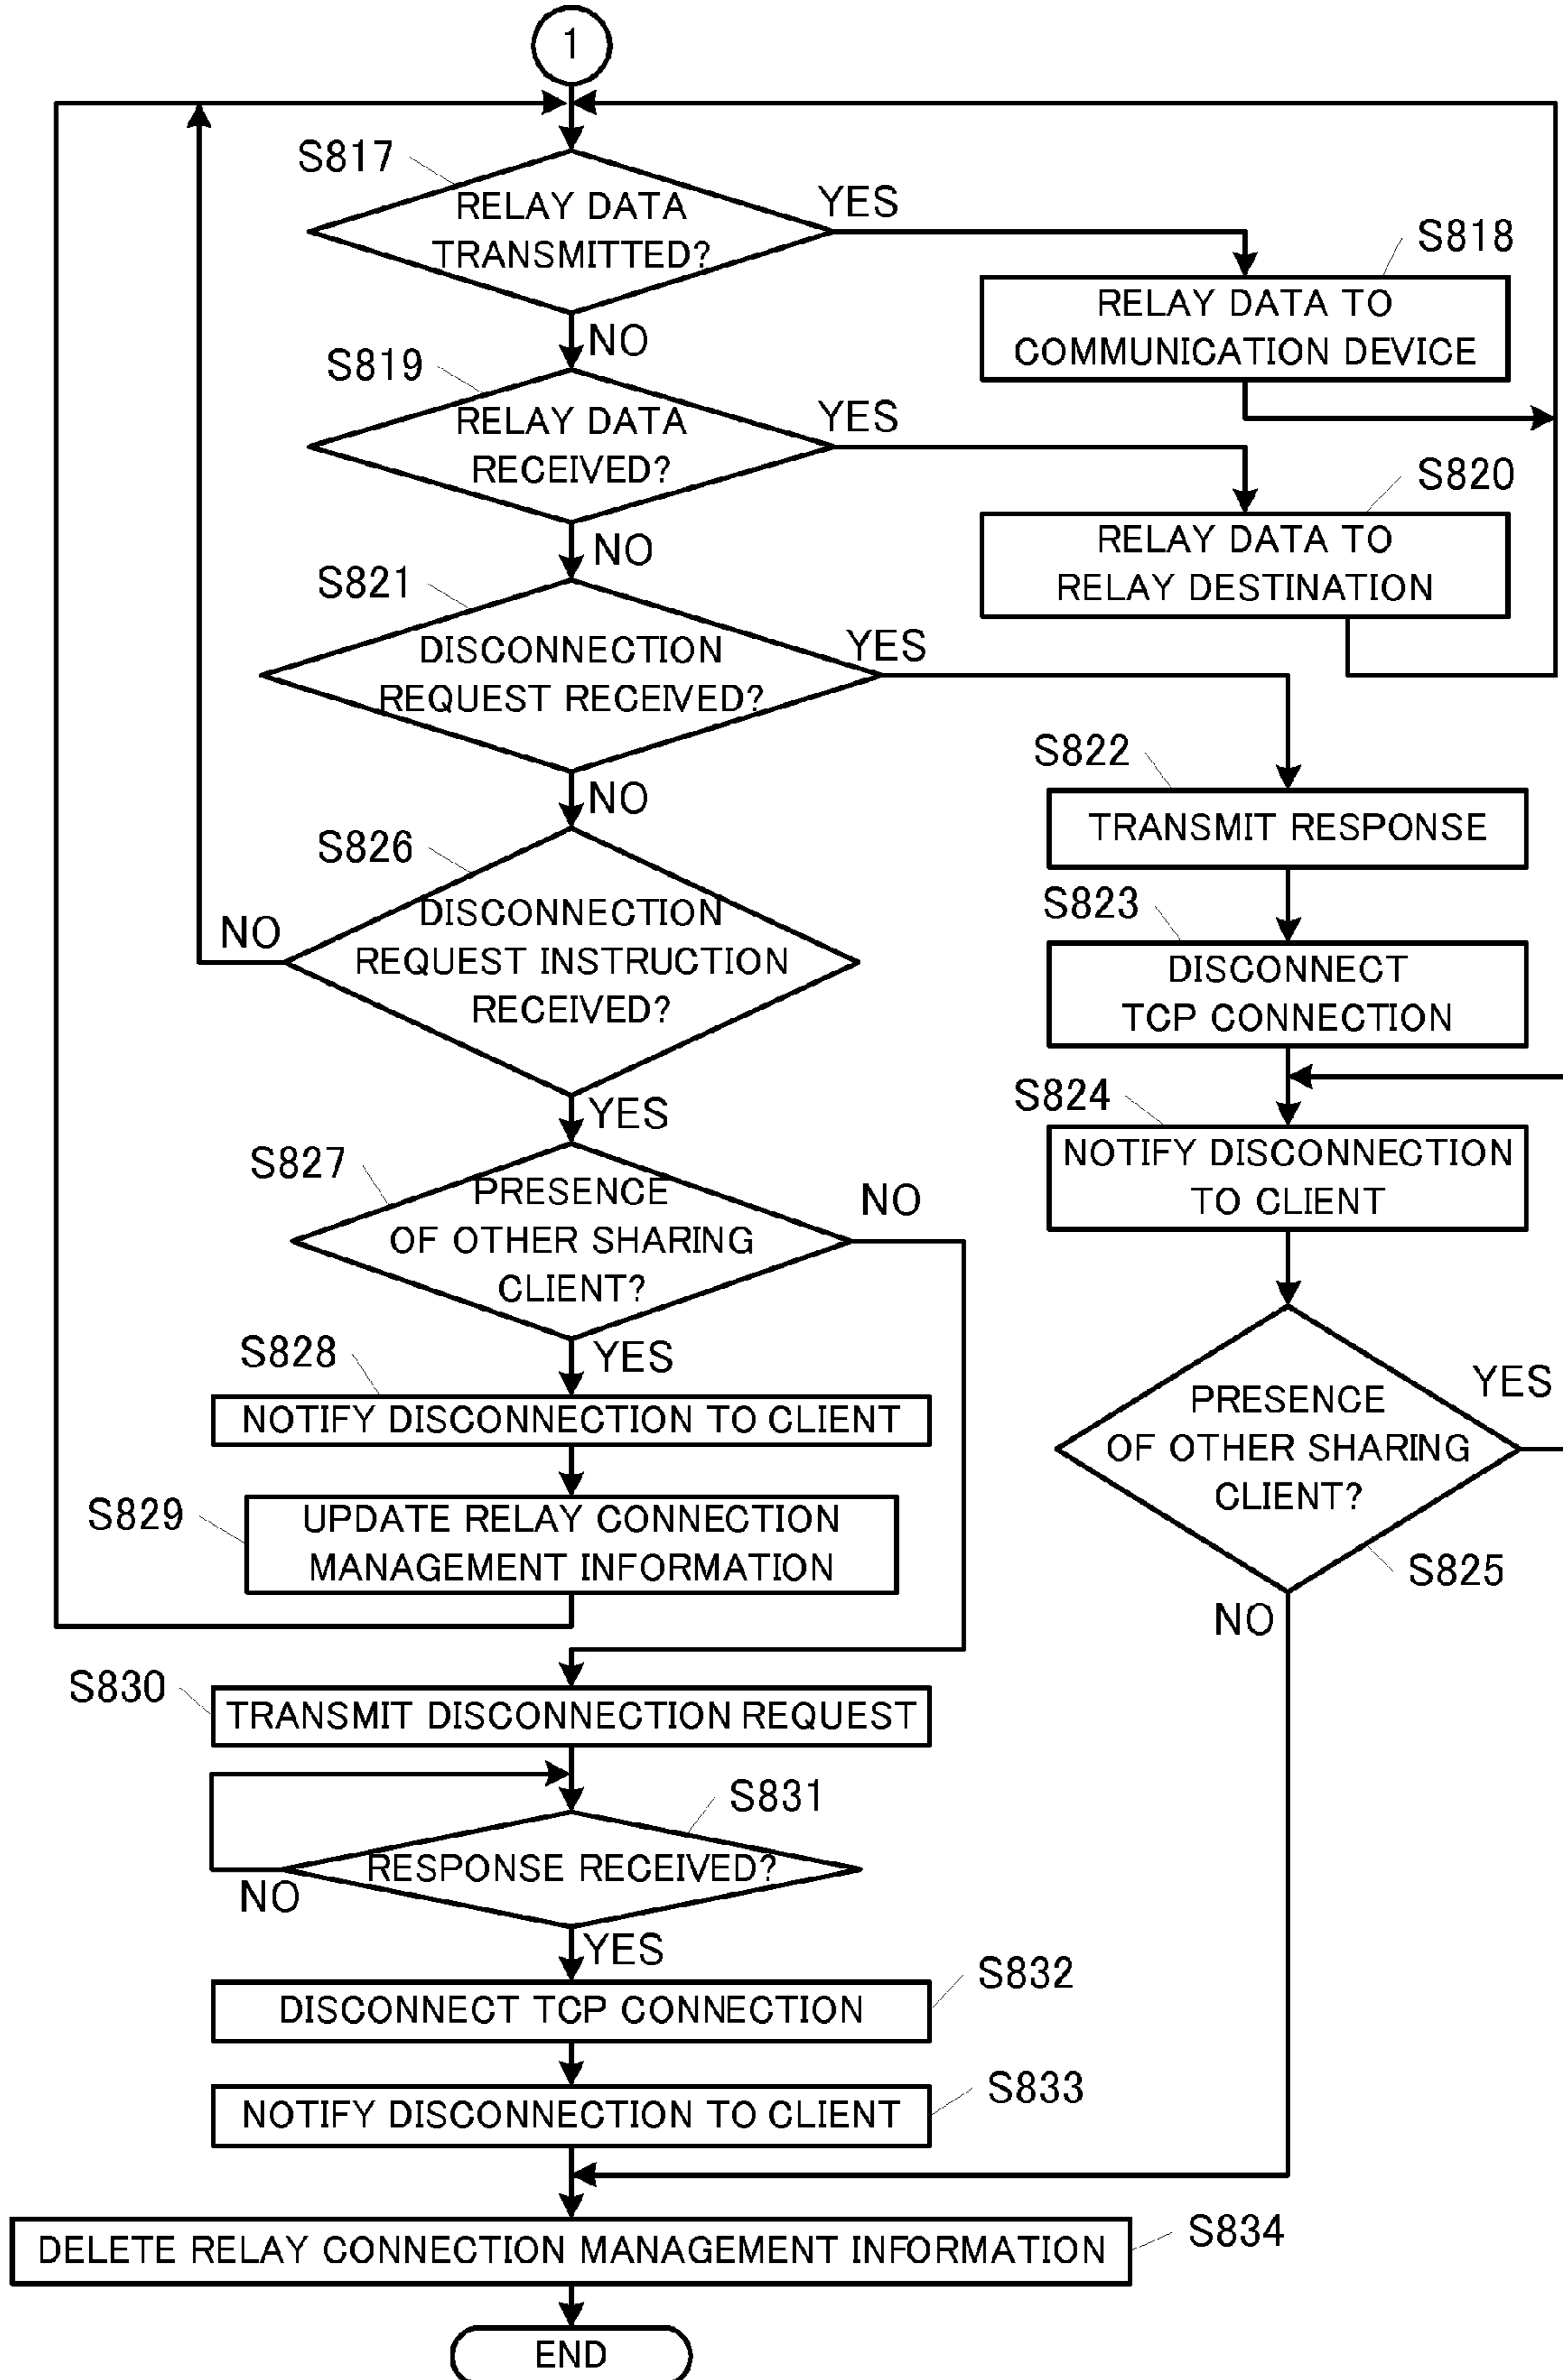 1
S817
RELAY DATA
TRANSMITTED?
YES
S818
RELAY DATA TO
COMMUNICATION DEVICE
NO
S819
RELAY DATA
RECEIVED?
YES
S820
RELAY DATA TO
RELAY DESTINATION
NO
S821
DISCONNECTION
REQUEST RECEIVED?
YES
S822
TRANSMIT RESPONSE
S823
DISCONNECT
TCP CONNECTION
S824
NOTIFY DISCONNECTION
TO CLIENT
PRESENCE
OF OTHER SHARING
CLIENT?
YES
S825
NO
NO
S826
DISCONNECTION
REQUEST INSTRUCTION
RECEIVED?
NO
YES
S827
PRESENCE
OF OTHER SHARING
CLIENT?
NO
YES
S828
NOTIFY DISCONNECTION TO CLIENT
S829
UPDATE RELAY CONNECTION
MANAGEMENT INFORMATION
S830
TRANSMIT DISCONNECTION REQUEST
S831
RESPONSE RECEIVED?
NO
YES
S832
DISCONNECT TCP CONNECTION
S833
NOTIFY DISCONNECTION TO CLIENT
S834
DELETE RELAY CONNECTION MANAGEMENT INFORMATION
END